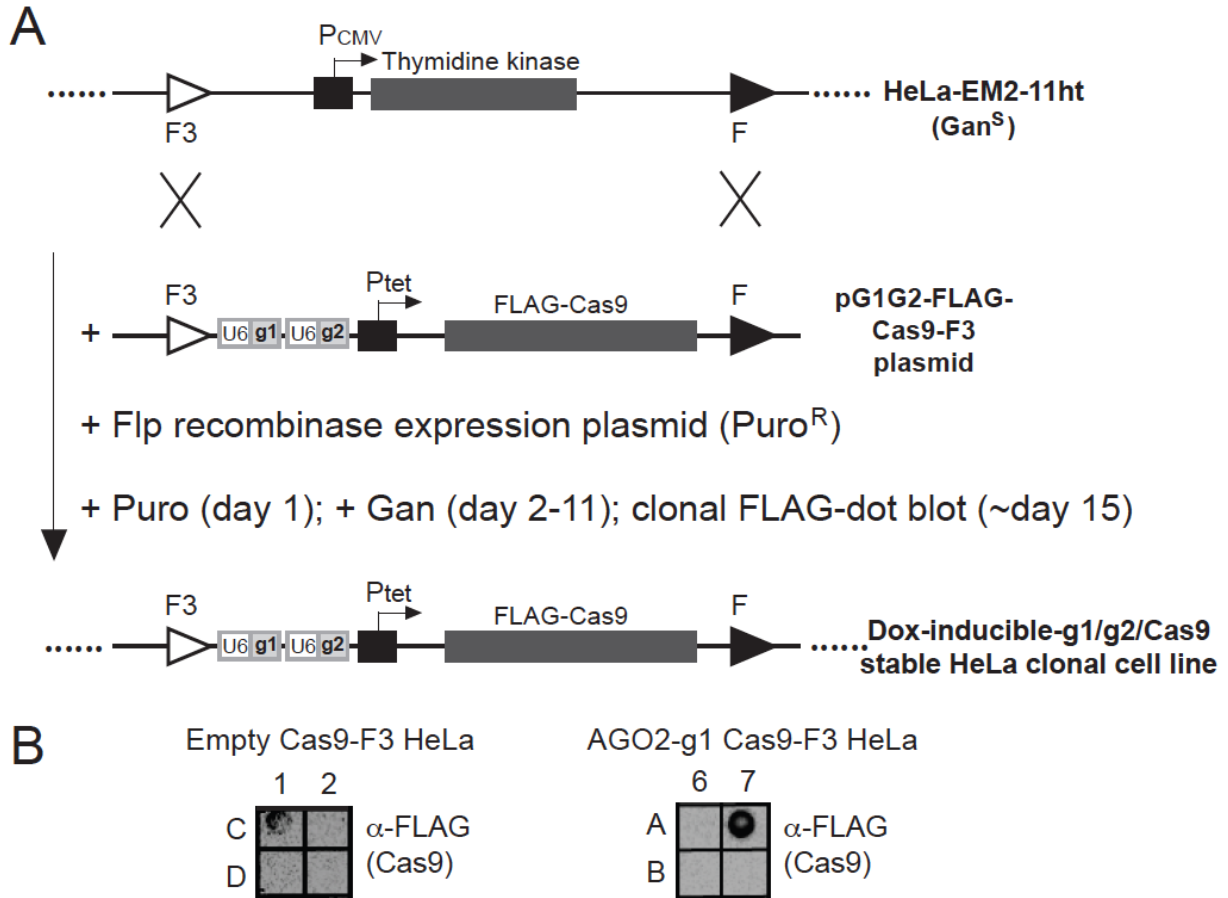 A
PCMV
Thymidine kinase
HeLa-EM2-11ht
(GanS)
F3
F
F3
Ptet
FLAG-Cas9
F
pG1G2-FLAG-
Cas9-F3
plasmid
+
U6 g1 U6 g2
+ Flp recombinase expression plasmid (PuroR)
+ Puro (day 1); + Gan (day 2-11); clonal FLAG-dot blot (~day 15)
F3
Ptet
FLAG-Cas9
F
U6 g1 U6 g2
Dox-inducible-g1/g2/Cas9
stable HeLa clonal cell line
B
Empty Cas9-F3 HeLa
1 2
C
D
α-FLAG
(Cas9)
AGO2-g1 Cas9-F3 HeLa
6 7
A
B
α-FLAG
(Cas9)